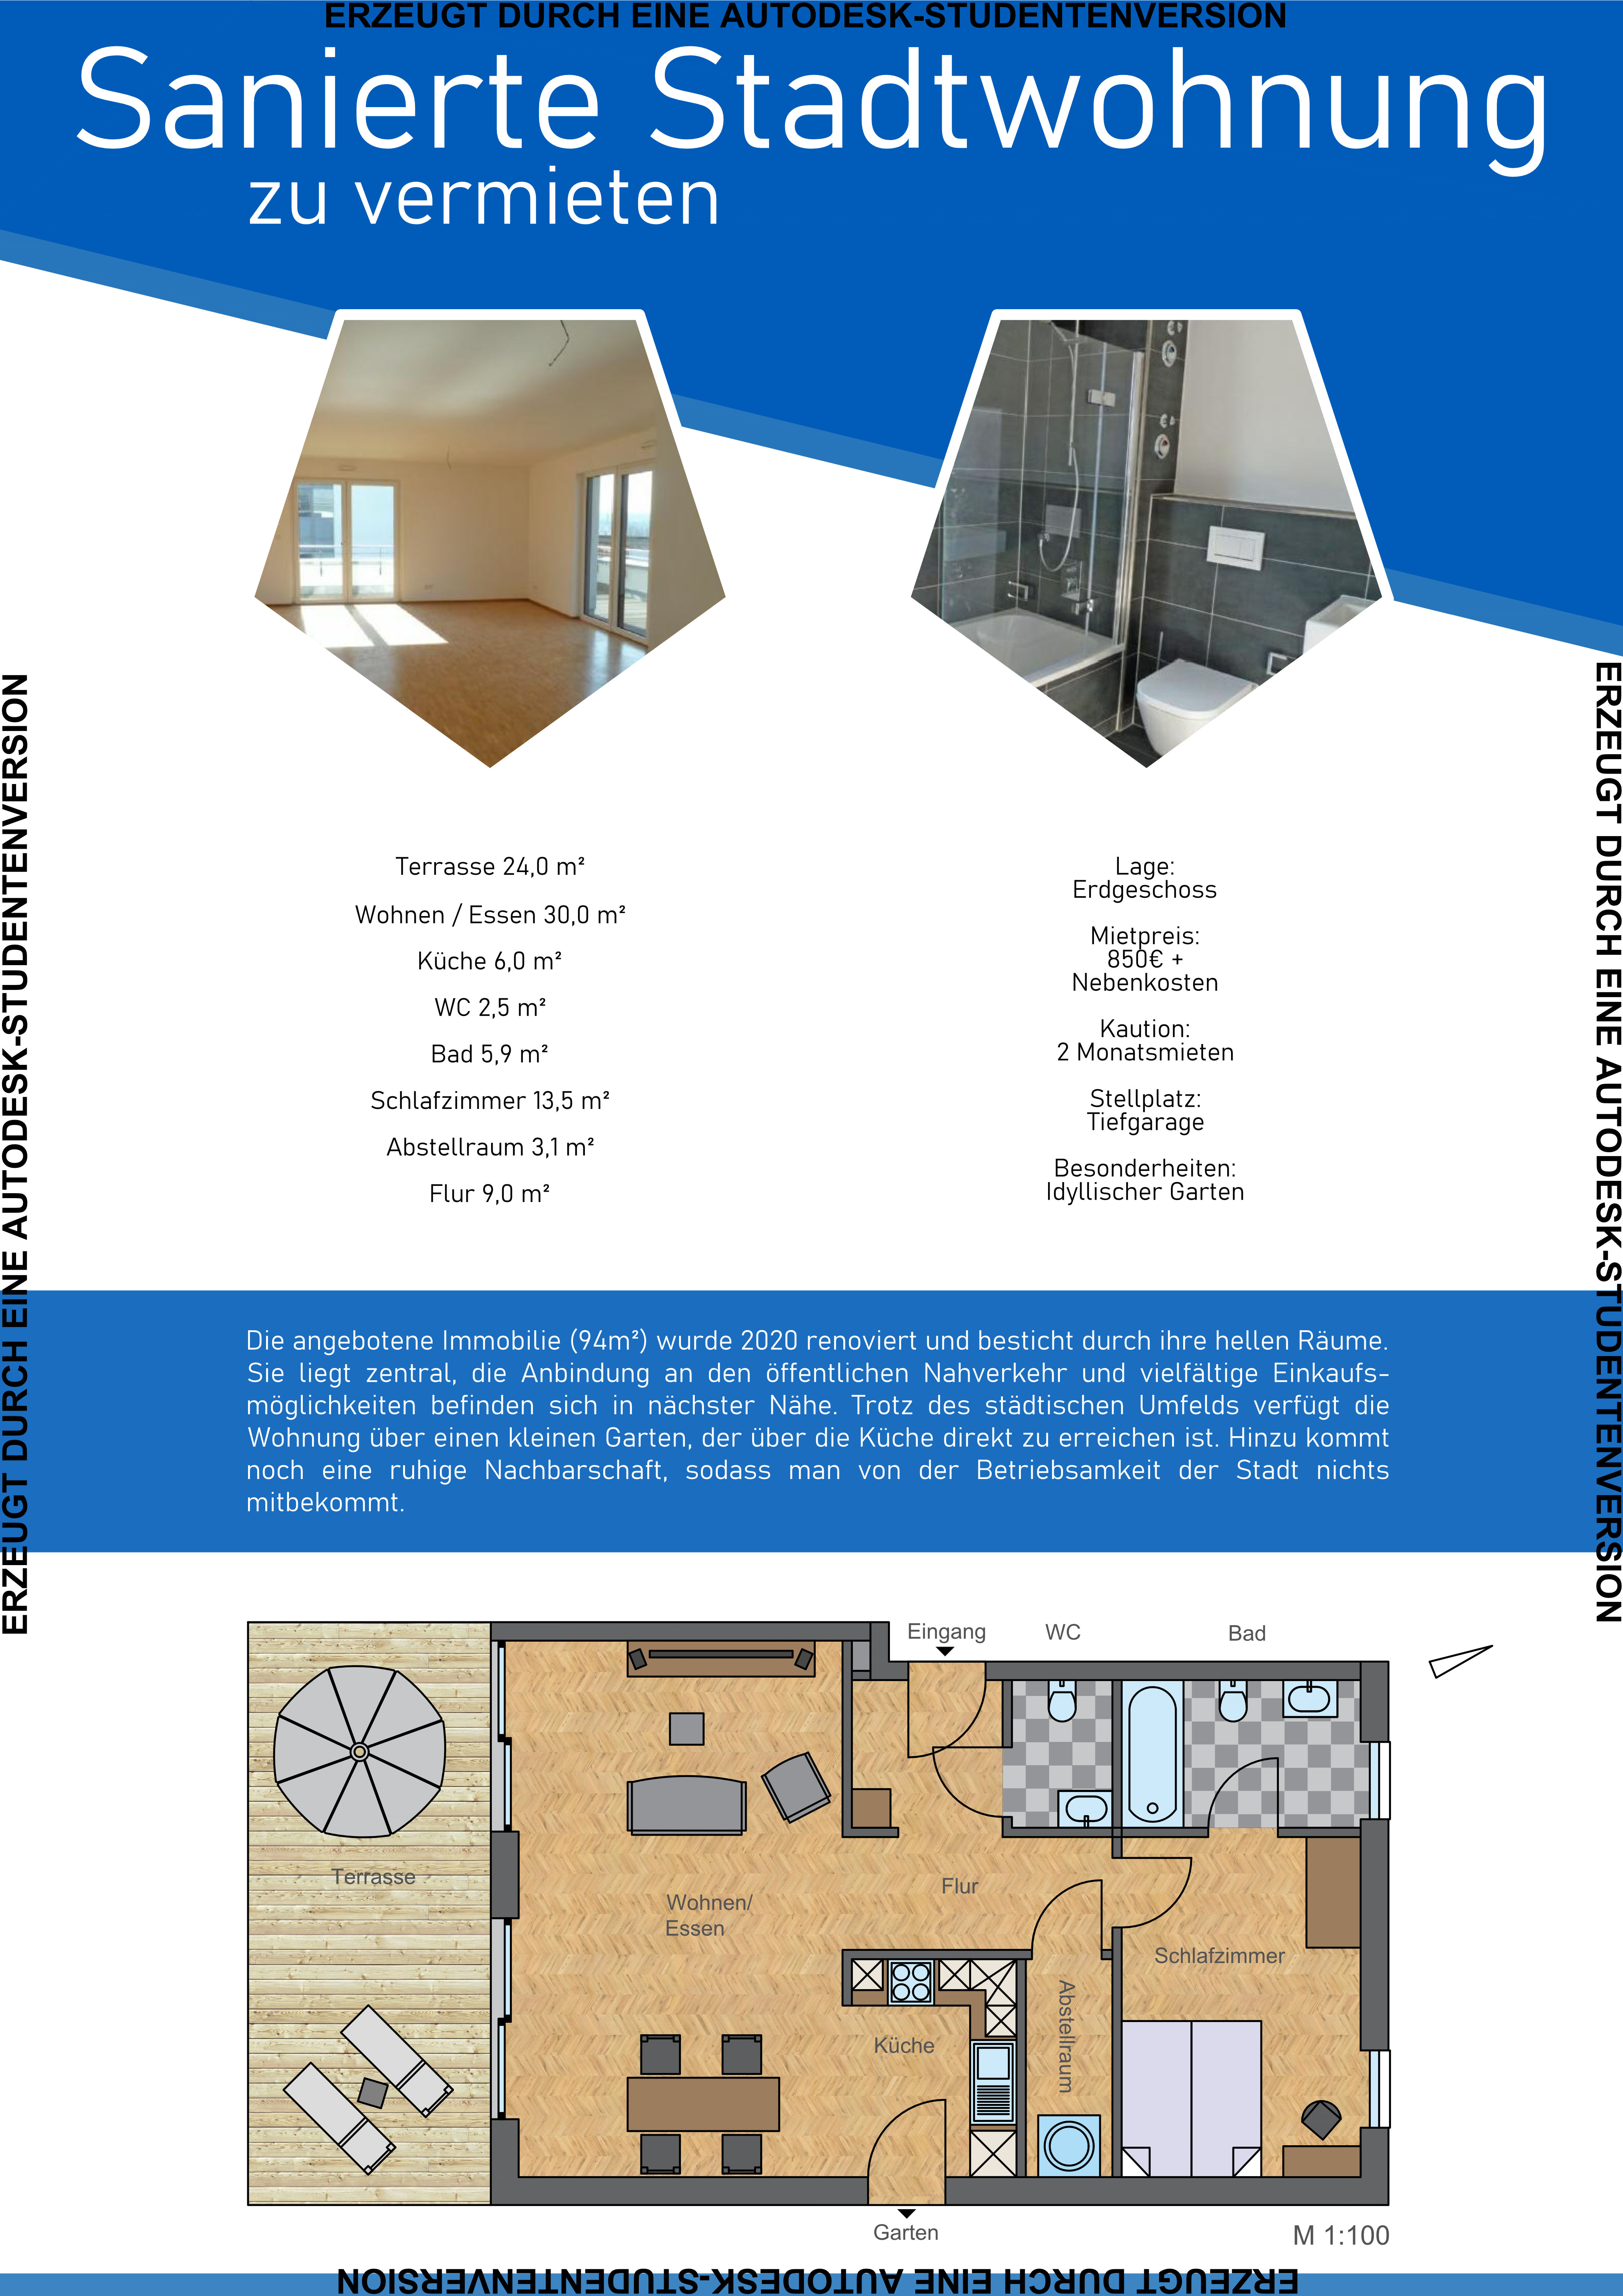 ERZEUGT DURCH EINE AUTODESK-STUDENTENVERSION
Sanierte Stadtwohnung
zu vermieten
ERZEUGT DURCH EINE AUTODESK-STUDENTENVERSION
ERZEUGT DURCH EINE AUTODESK-STUDENTENVERSION
Terrasse 24,0 m²
Wohnen / Essen 30,0 m²
Küche 6,0 m²
WC 2,5 m²
Bad 5,9 m²
Schlafzimmer 13,5 m²
Abstellraum 3,1 m²
Flur 9,0 m²
Lage:
Erdgeschoss
Mietpreis:
850€ +
Nebenkosten
Kaution:
2 Monatsmieten
Stellplatz:
Tiefgarage
Besonderheiten:
Idyllischer Garten
Die angebotene Immobilie (94m²) wurde 2020 renoviert und besticht durch ihre hellen Räume.
Sie liegt zentral, die Anbindung an den öffentlichen Nahverkehr und vielfältige Einkaufs-
möglichkeiten befinden sich in nächster Nähe. Trotz des städtischen Umfelds verfügt die
Wohnung über einen kleinen Garten, der über die Küche direkt zu erreichen ist. Hinzu kommt
noch eine ruhige Nachbarschaft, sodass man von der Betriebsamkeit der Stadt nichts
mitbekommt.
Eingang
WC
Bad
Terrasse
Wohnen/
Essen
Flur
Schlafzimmer
Küche
Abstellraum
Garten
M 1:100
ERZEUGT DURCH EINE AUTODESK-STUDENTENVERSION